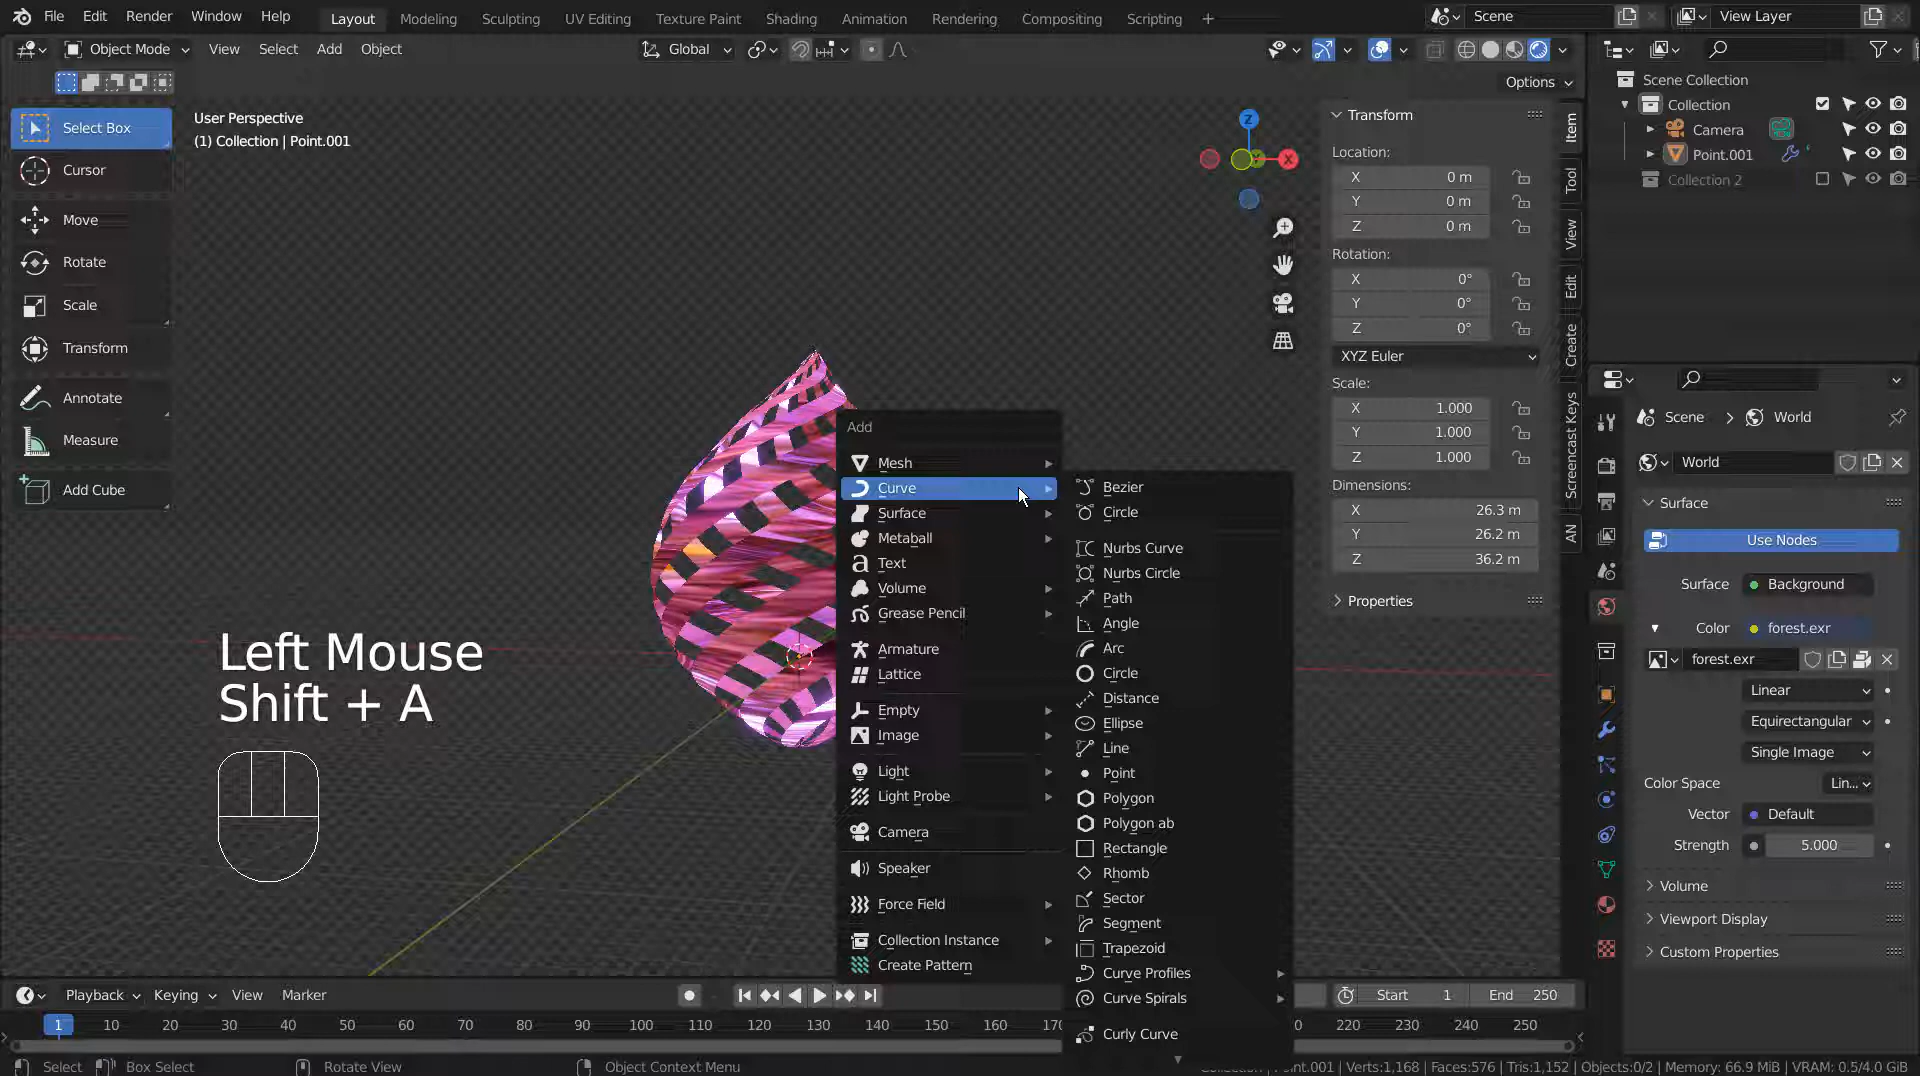 File Edit Render Window Help Layout Modeling Sculpting UV Editing Texture Paint Shading Animation Rendering Compositing Scripting + Scene View Layer
Object Mode View Select Add Object Global
Options
Select Box
Cursor
Move
Rotate
Scale
Transform
Annotate
Measure
Add Cube
User Perspective
(1) Collection | Point.001
Z
X
Left Mouse
Shift + A
Add
Mesh
Curve
Surface
Metaball
Text
Volume
Grease Pencil
Armature
Lattice
Empty
Image
Light
Light Probe
Camera
Speaker
Force Field
Collection Instance
Create Pattern
Bezier
Circle
Nurbs Curve
Nurbs Circle
Path
Angle
Arc
Circle
Distance
Ellipse
Line
Point
Polygon
Polygon ab
Rectangle
Rhomb
Sector
Segment
Trapezoid
Curve Profiles
Curve Spirals
Curly Curve
Transform
Location:
X 0 m
Y 0 m
Z 0 m
Rotation:
X 0°
Y 0°
Z 0°
XYZ Euler
Scale:
X 1.000
Y 1.000
Z 1.000
Dimensions:
X 26.3 m
Y 26.2 m
Z 36.2 m
Properties
Item
Tool
View
Edit
Create
Screencast Keys
AN
Scene Collection
Collection
Camera
Point.001
Collection 2
Scene > World
World
Surface
Use Nodes
Surface Background
Color forest.exr
forest.exr
Linear
Equirectangular
Single Image
Color Space Lin...
Vector Default
Strength 5.000
Volume
Viewport Display
Custom Properties
Playback Keying View Marker Start 1 End 250
1 10 20 30 40 50 60 70 80 90 100 110 120 130 140 150 160 220 230 240 250
Select Box Select Rotate View Object Context Menu Point.001 | Verts:1,168 | Faces:576 | Tris:1,152 | Objects:0/2 | Memory: 66.9 MiB | VRAM: 0.5/4.0 GiB